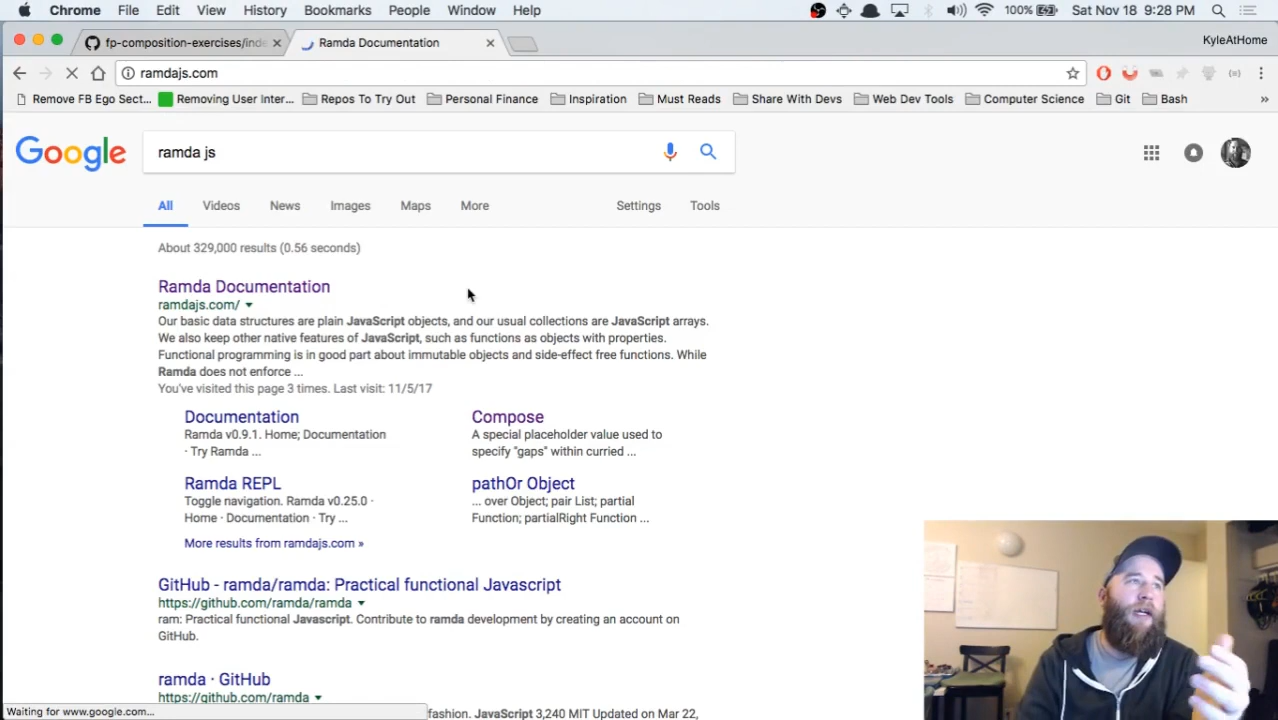 Chrome File Edit View History Bookmarks People Window Help 100% Sat Nov 18 9:28 PM
fp-composition-exercises/inde Ramda Documentation KyleAtHome
ramdajs.com
Remove FB Ego Sect... Removing User Inter... Repos To Try Out Personal Finance Inspiration Must Reads Share With Devs Web Dev Tools Computer Science Git Bash »
Google ramda js
All Videos News Images Maps More Settings Tools
About 329,000 results (0.56 seconds)
Ramda Documentation
ramdajs.com/
Our basic data structures are plain JavaScript objects, and our usual collections are JavaScript arrays.
We also keep other native features of JavaScript, such as functions as objects with properties.
Functional programming is in good part about immutable objects and side-effect free functions. While
Ramda does not enforce ...
You've visited this page 3 times. Last visit: 11/5/17
Documentation
Ramda v0.9.1. Home; Documentation
· Try Ramda ...
Compose
A special placeholder value used to
specify "gaps" within curried ...
Ramda REPL
Toggle navigation. Ramda v0.25.0 ·
Home · Documentation · Try ...
pathOr Object
... over Object; pair List; partial
Function; partialRight Function ...
More results from ramdajs.com »
GitHub - ramda/ramda: Practical functional Javascript
https://github.com/ramda/ramda
ram: Practical functional Javascript. Contribute to ramda development by creating an account on
GitHub.
ramda · GitHub
https://github.com/ramda
Waiting for www.google.com...
fashion. JavaScript 3,240 MIT Updated on Mar 22,